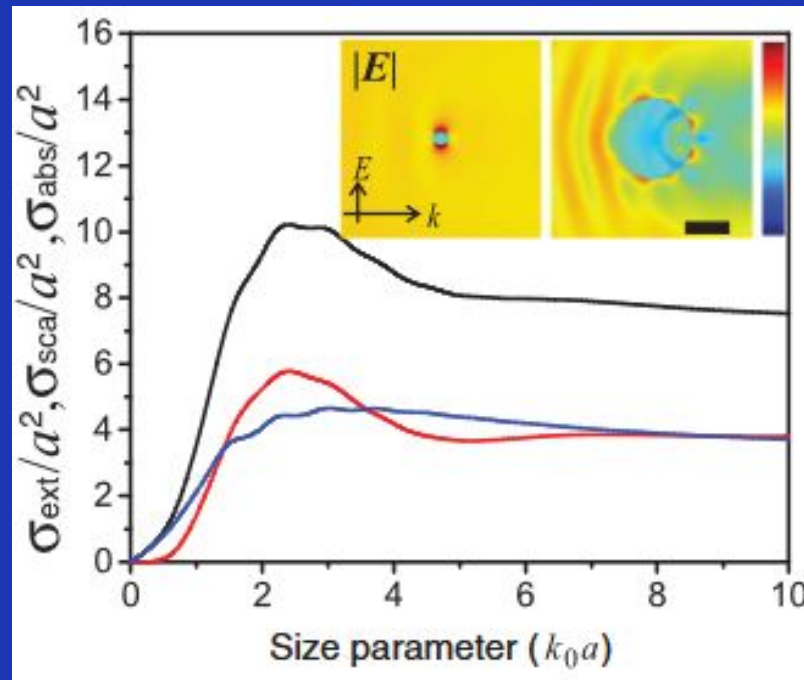 σext/a², σsca/a², σabs/a²
16
14
12
10
8
6
4
2
0
|E|
E
k
0 2 4 6 8 10
Size parameter (k₀a)